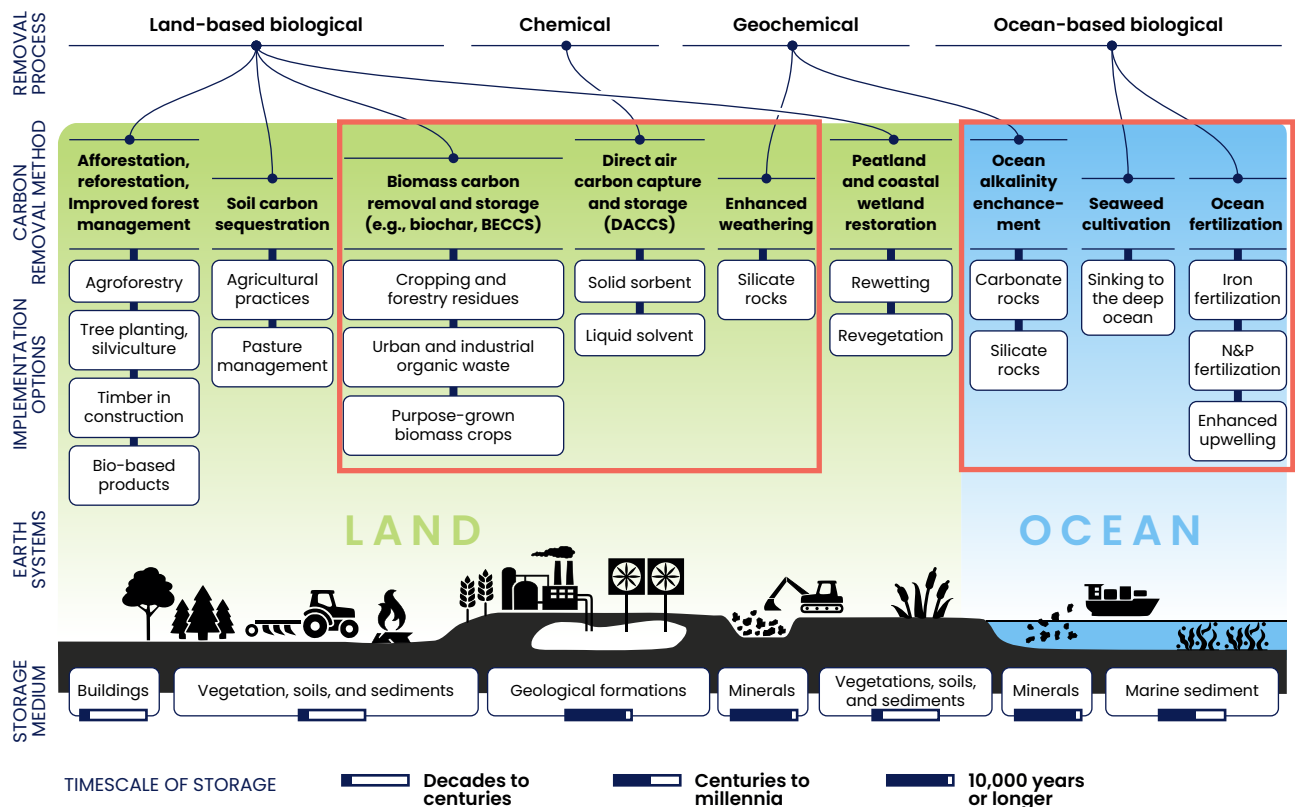 REMOVAL
PROCESS
Land-based biological
Chemical
Geochemical
Ocean-based biological
CARBON
REMOVAL METHOD
Afforestation,
reforestation,
Improved forest
management
Soil carbon
sequestration
Biomass carbon
removal and storage
(e.g., biochar, BECCS)
Direct air
carbon capture
and storage
(DACCS)
Enhanced
weathering
Peatland
and coastal
wetland
restoration
Ocean
alkalinity
enchance-
ment
Seaweed
cultivation
Ocean
fertilization
IMPLEMENTATION
OPTIONS
Agroforestry
Tree planting,
silviculture
Timber in
construction
Bio-based
products
Agricultural
practices
Pasture
management
Cropping and
forestry residues
Urban and industrial
organic waste
Purpose-grown
biomass crops
Solid sorbent
Liquid solvent
Silicate
rocks
Rewetting
Revegetation
Carbonate
rocks
Silicate
rocks
Sinking to
the deep
ocean
Iron
fertilization
N&P
fertilization
Enhanced
upwelling
EARTH
SYSTEMS
LAND
OCEAN
STORAGE
MEDIUM
Buildings
Vegetation, soils, and sediments
Geological formations
Minerals
Vegetations, soils,
and sediments
Minerals
Marine sediment
TIMESCALE OF STORAGE
Decades to
centuries
Centuries to
millennia
10,000 years
or longer